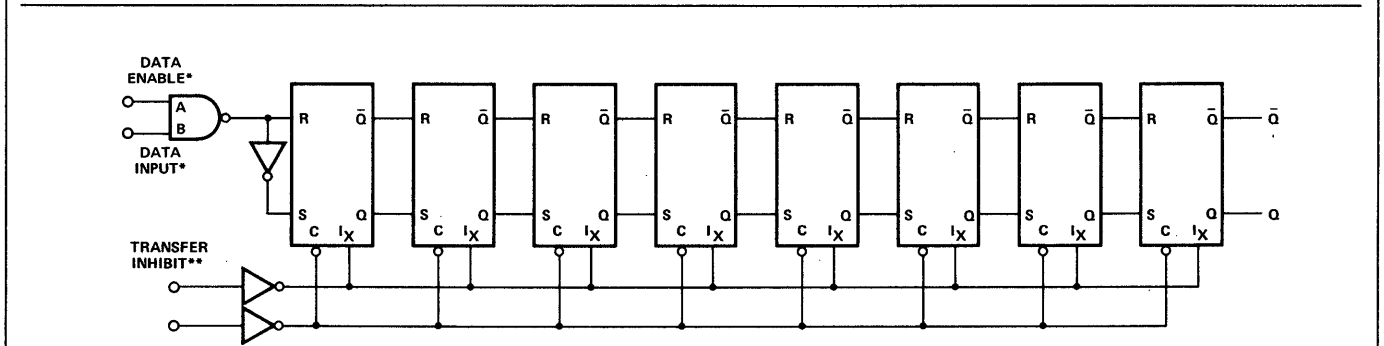 DATA
ENABLE*
A
B
DATA
INPUT*
R Q̅ R Q̅ R Q̅ R Q̅ R Q̅ R Q̅ R Q̅ R Q̅ Q̅
S Q S Q S Q S Q S Q S Q S Q S Q Q
C IX C IX C IX C IX C IX C IX C IX C IX
TRANSFER
INHIBIT**